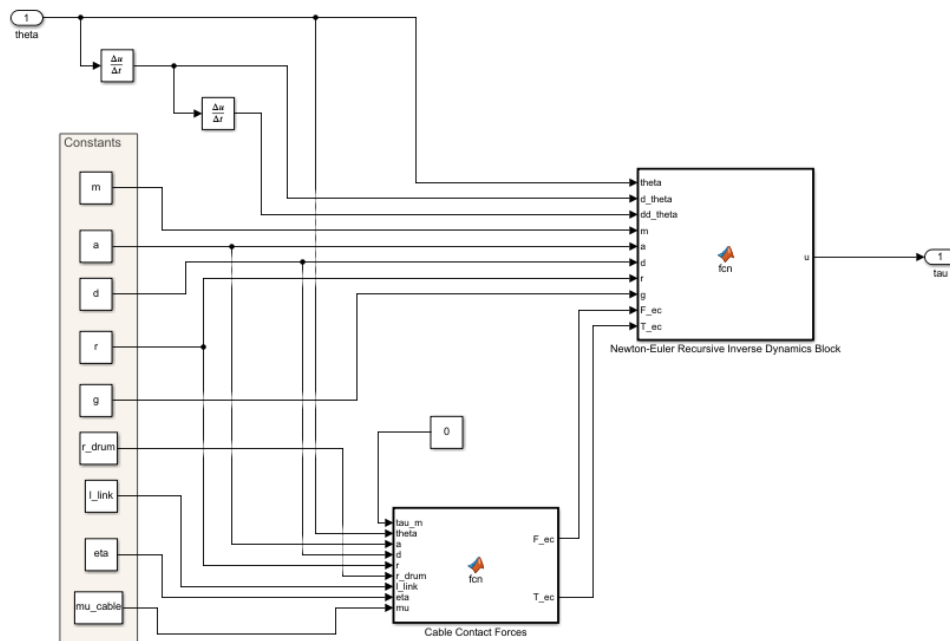 1
theta
Δu
Δt
Δu
Δt
Constants
m
a
d
r
g
r_drum
l_link
eta
mu_cable
theta
d_theta
dd_theta
m
a
d
r
g
F_ec
T_ec
fcn
u
Newton-Euler Recursive Inverse Dynamics Block
1
tau
0
tau_m
theta
a
d
r
r_drum
l_link
eta
mu
fcn
F_ec
T_ec
Cable Contact Forces